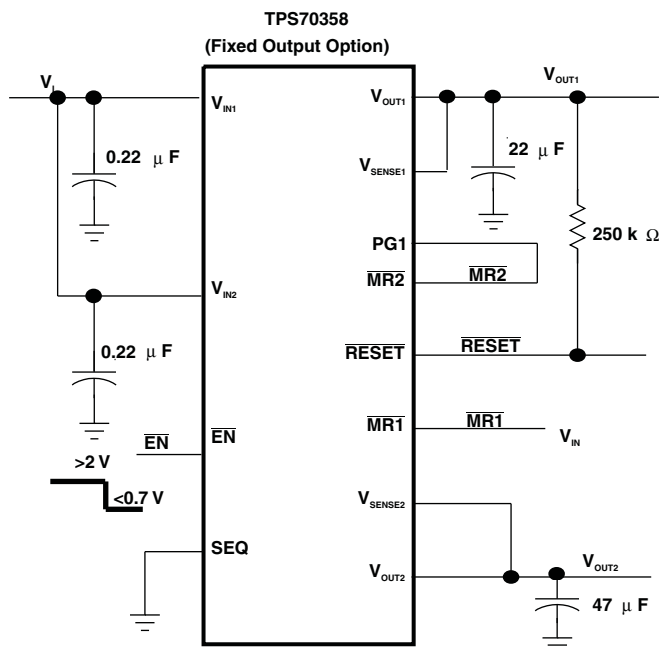 TPS70358
(Fixed Output Option)
V_I
V_IN1
V_OUT1
V_OUT1
0.22 μF
V_SENSE1
22 μF
PG1
250 k Ω
MR2
MR2
V_IN2
0.22 μF
RESET
RESET
EN
EN
MR1
MR1
V_IN
>2 V
<0.7 V
V_SENSE2
SEQ
V_OUT2
V_OUT2
47 μF